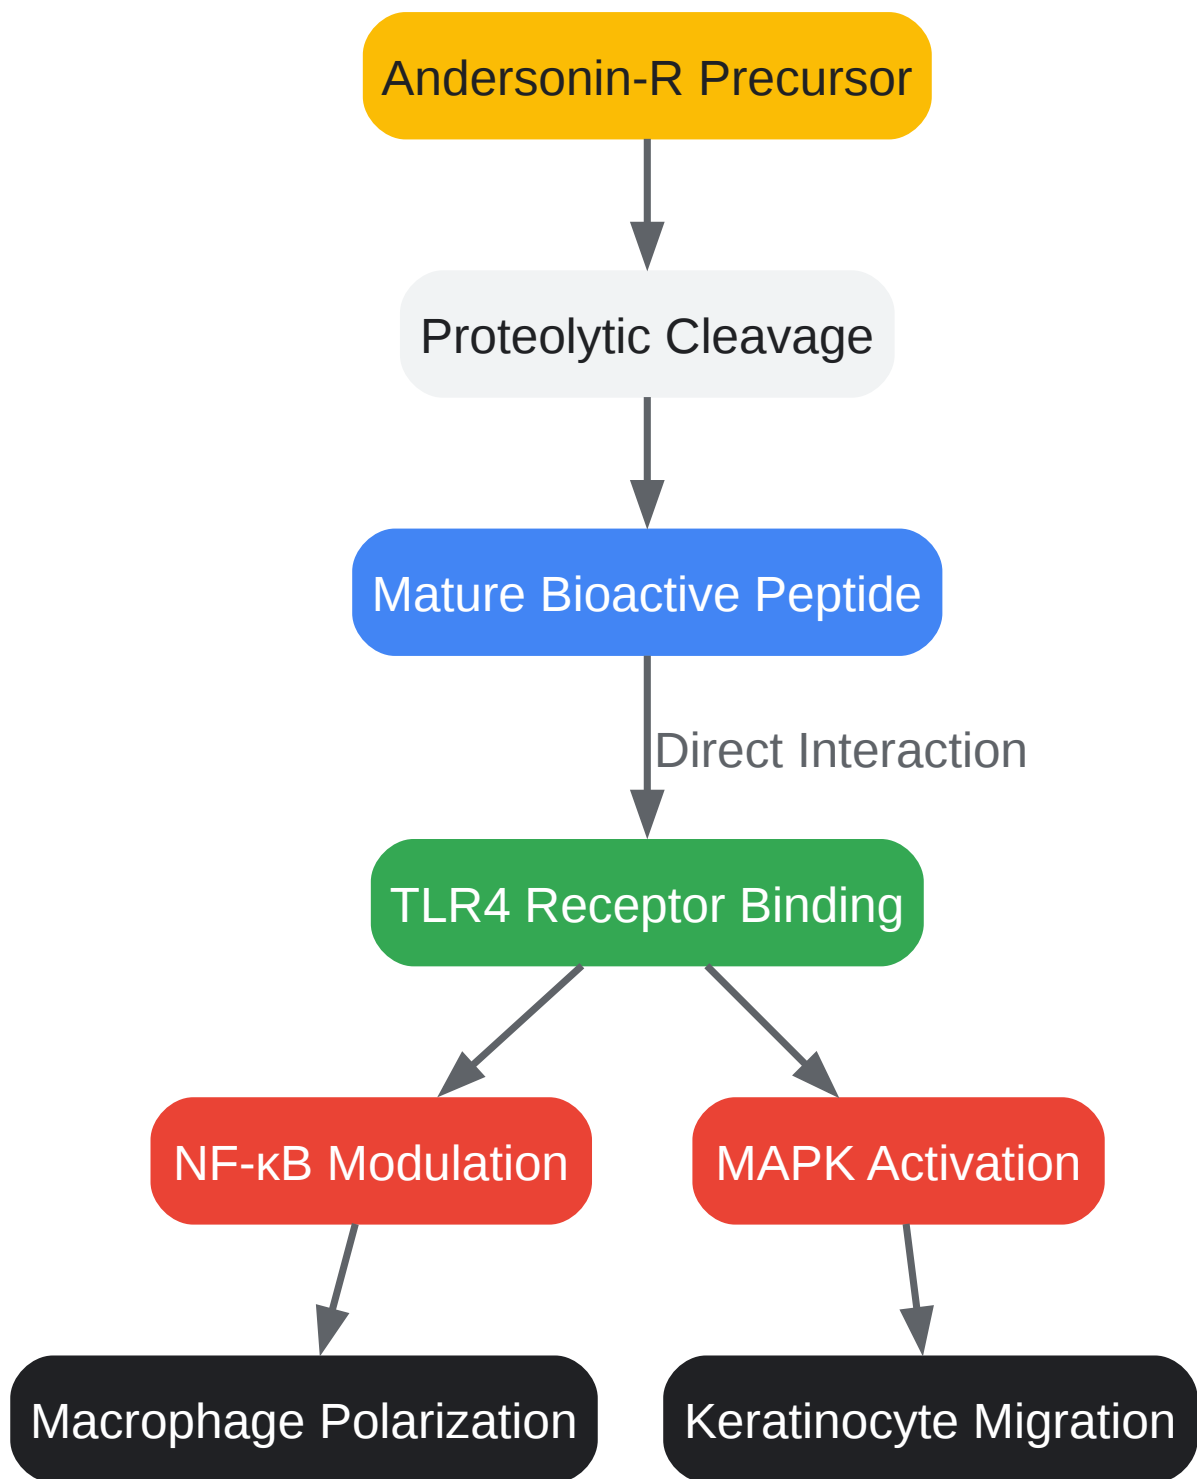 Andersonin-R Precursor
Proteolytic Cleavage
Mature Bioactive Peptide
Direct Interaction
TLR4 Receptor Binding
NF-κB Modulation
MAPK Activation
Macrophage Polarization
Keratinocyte Migration